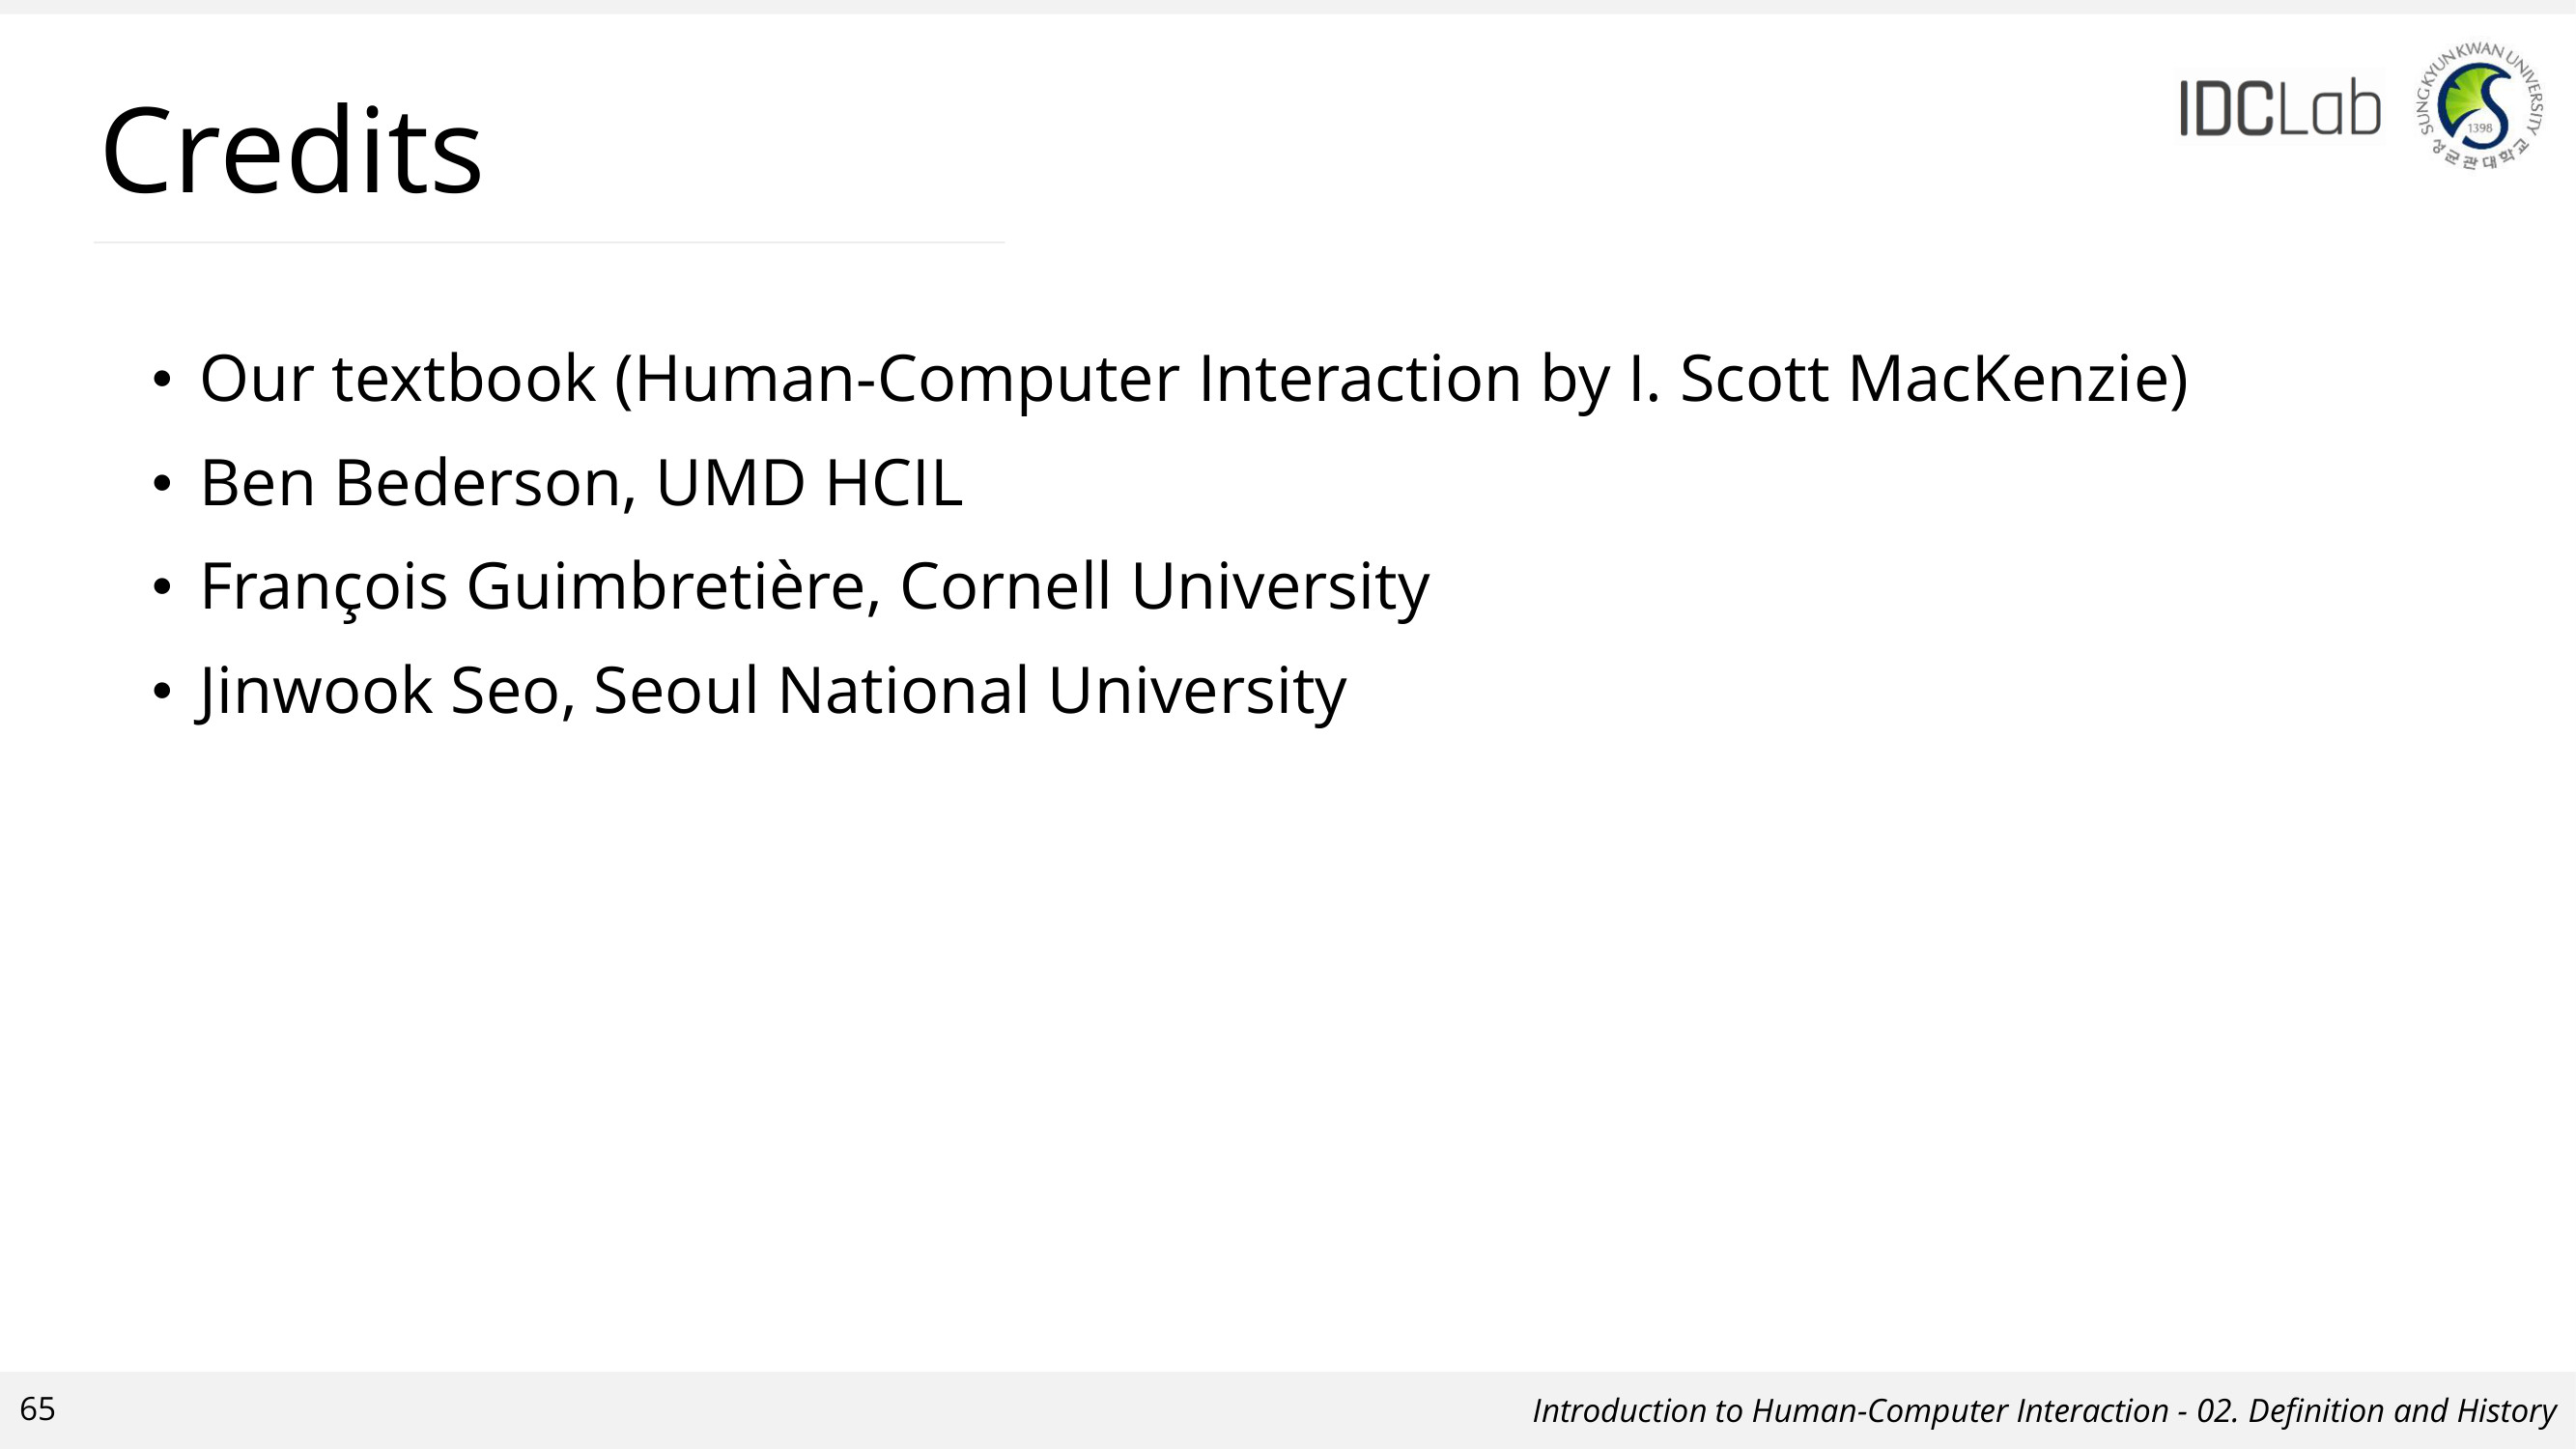 Credits
IDCLab
SUNGKYUNKWAN UNIVERSITY
1398
성균관대학교
• Our textbook (Human-Computer Interaction by I. Scott MacKenzie)
• Ben Bederson, UMD HCIL
• François Guimbretière, Cornell University
• Jinwook Seo, Seoul National University
65
Introduction to Human-Computer Interaction - 02. Definition and History